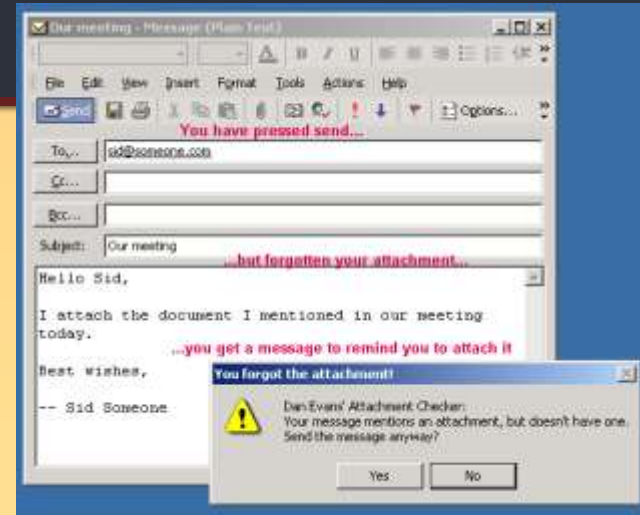 Our meeting - Message (Plain Text)
File Edit View Insert Format Tools Actions Help
Send Options...
You have pressed send...
To... sid@someone.com
Cc...
Bcc...
Subject: Our meeting
...but forgotten your attachment...
Hello Sid,
I attach the document I mentioned in our meeting
today.
...you get a message to remind you to attach it
Best wishes,
-- Sid Someone
You forgot the attachment!
Dan Evans' Attachment Checker:
Your message mentions an attachment, but doesn't have one.
Send the message anyway?
Yes No